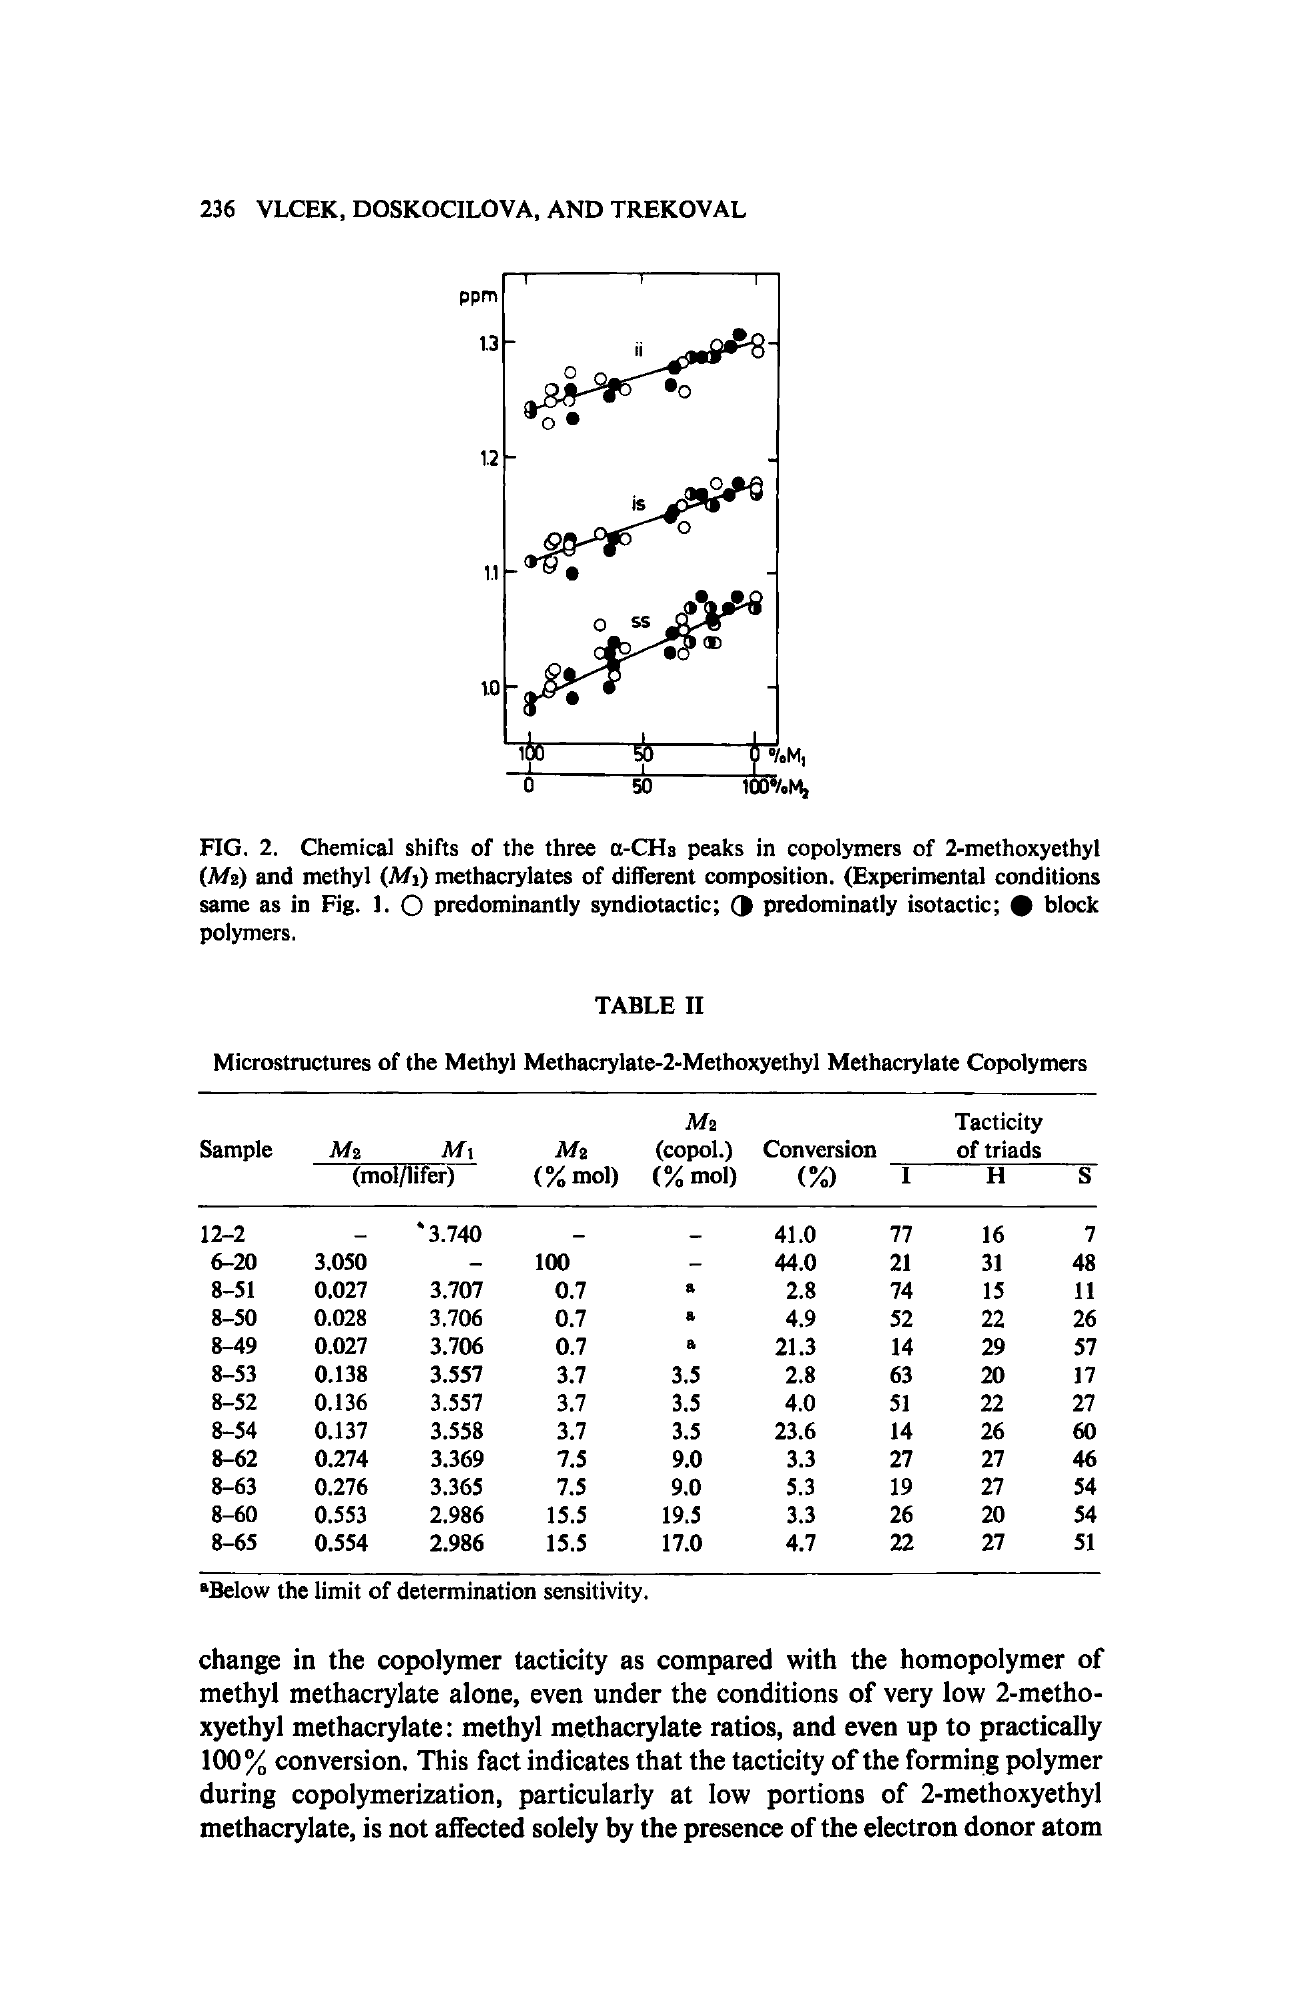 236 VLCEK, DOSKOCILOVA, AND TREKOVAL
ppm
1.3
ii
1.2
is
1.1
ss
1.0
100 50 0 %M1
0 50 100%M2
FIG. 2. Chemical shifts of the three α-CH3 peaks in copolymers of 2-methoxyethyl
(M2) and methyl (M1) methacrylates of different composition. (Experimental conditions
same as in Fig. 1. ○ predominantly syndiotactic; ◑ predominatly isotactic; ● block
polymers.
TABLE II
Microstructures of the Methyl Methacrylate-2-Methoxyethyl Methacrylate Copolymers
M2 Tacticity
Sample M2 M1 M2 (copol.) Conversion of triads
(mol/lifer) (% mol) (% mol) (%) I H S
12–2 – 3.740 – – 41.0 77 16 7
6–20 3.050 – 100 – 44.0 21 31 48
8–51 0.027 3.707 0.7 a 2.8 74 15 11
8–50 0.028 3.706 0.7 a 4.9 52 22 26
8–49 0.027 3.706 0.7 a 21.3 14 29 57
8–53 0.138 3.557 3.7 3.5 2.8 63 20 17
8–52 0.136 3.557 3.7 3.5 4.0 51 22 27
8–54 0.137 3.558 3.7 3.5 23.6 14 26 60
8–62 0.274 3.369 7.5 9.0 3.3 27 27 46
8–63 0.276 3.365 7.5 9.0 5.3 19 27 54
8–60 0.553 2.986 15.5 19.5 3.3 26 20 54
8–65 0.554 2.986 15.5 17.0 4.7 22 27 51
aBelow the limit of determination sensitivity.
change in the copolymer tacticity as compared with the homopolymer of
methyl methacrylate alone, even under the conditions of very low 2-metho-
xyethyl methacrylate: methyl methacrylate ratios, and even up to practically
100% conversion. This fact indicates that the tacticity of the forming polymer
during copolymerization, particularly at low portions of 2-methoxyethyl
methacrylate, is not affected solely by the presence of the electron donor atom